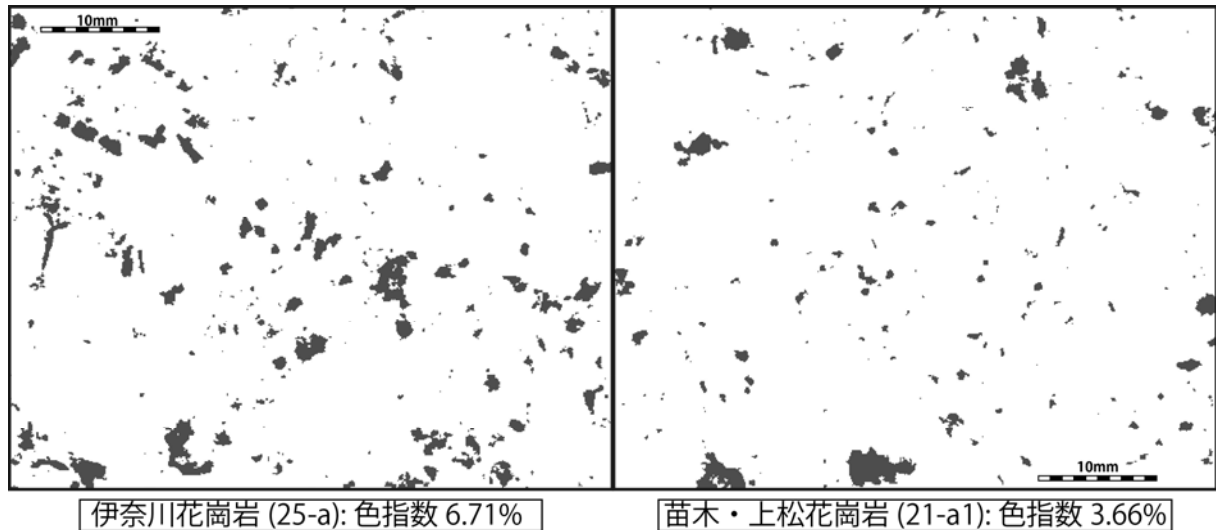 10mm
10mm
伊奈川花崗岩 (25-a): 色指数 6.71%
苗木・上松花崗岩 (21-a1): 色指数 3.66%